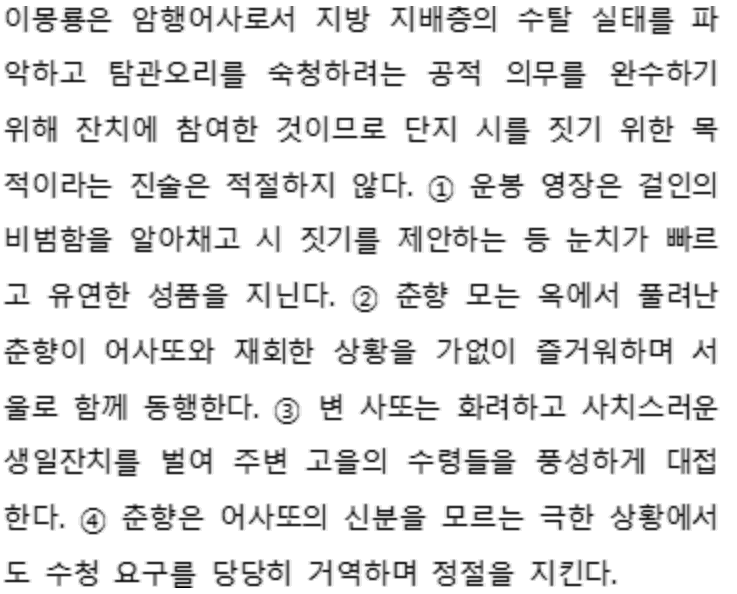 이몽룡은 암행어사로서 지방 지배층의 수탈 실태를 파
악하고 탐관오리를 숙청하려는 공적 의무를 완수하기
위해 잔치에 참여한 것이므로 단지 시를 짓기 위한 목
적이라는 진술은 적절하지 않다. ① 운봉 영장은 걸인의
비범함을 알아채고 시 짓기를 제안하는 등 눈치가 빠르
고 유연한 성품을 지닌다. ② 춘향 모는 옥에서 풀려난
춘향이 어사또와 재회한 상황을 가없이 즐거워하며 서
울로 함께 동행한다. ③ 변 사또는 화려하고 사치스러운
생일잔치를 벌여 주변 고을의 수령들을 풍성하게 대접
한다. ④ 춘향은 어사또의 신분을 모르는 극한 상황에서
도 수청 요구를 당당히 거역하며 정절을 지킨다.